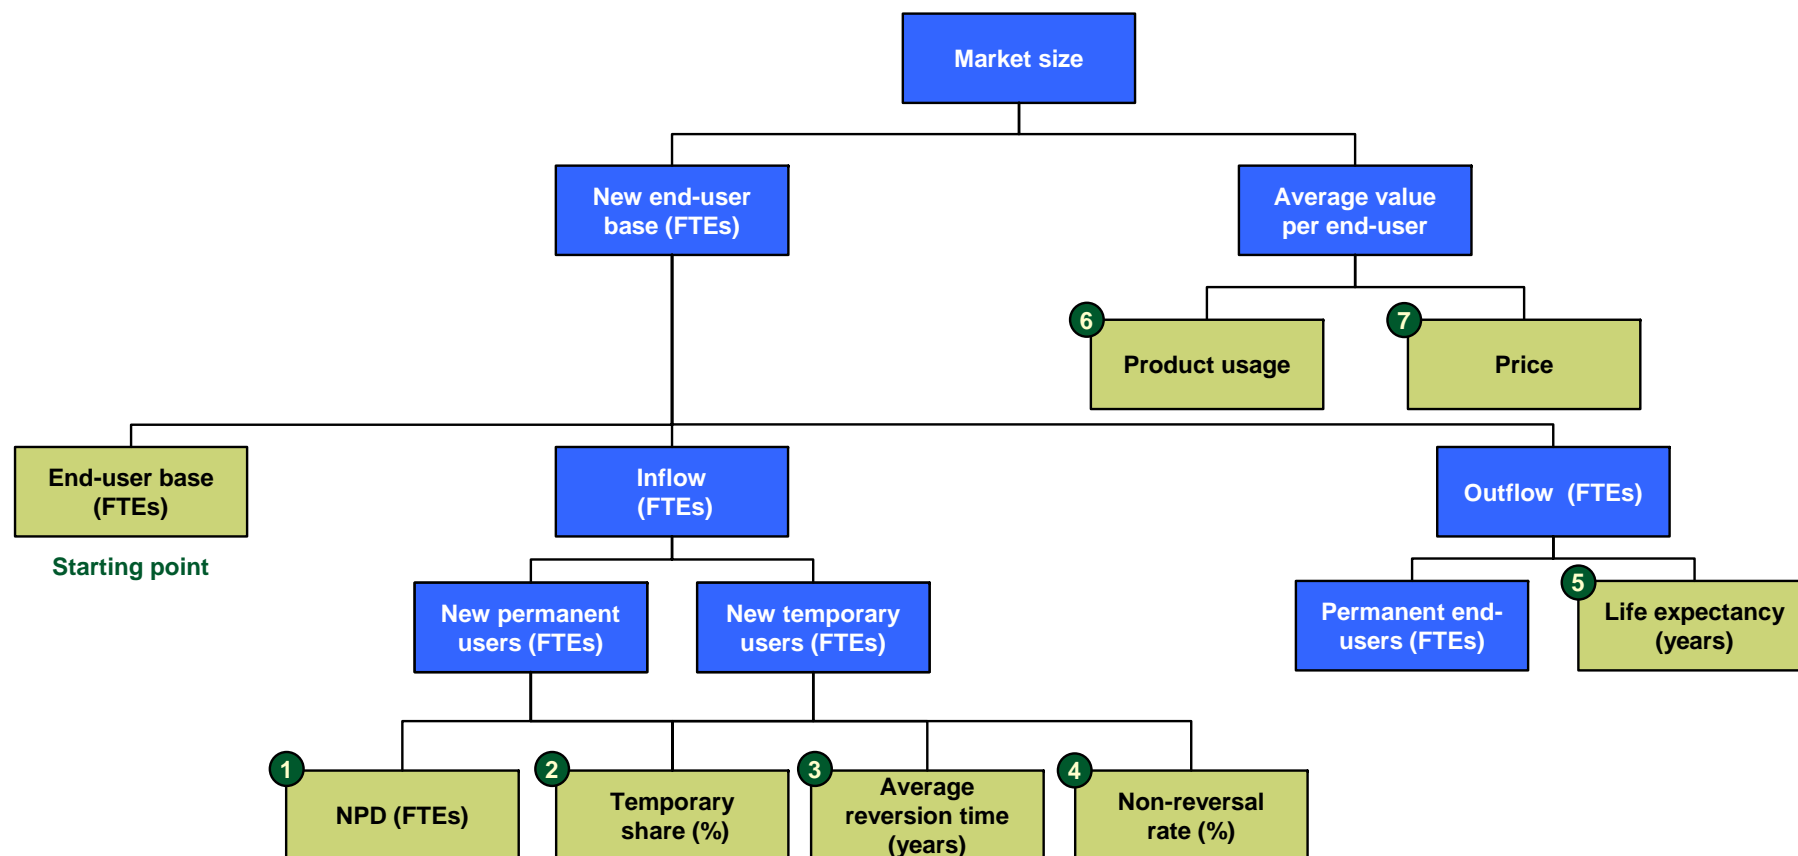 Market size
New end-user
base (FTEs)
Average value
per end-user
6
Product usage
7
Price
End-user base
(FTEs)
Starting point
Inflow
(FTEs)
Outflow  (FTEs)
New permanent
users (FTEs)
New temporary
users (FTEs)
Permanent end-
users (FTEs)
5
Life expectancy
(years)
1
NPD (FTEs)
2
Temporary
share (%)
3
Average
reversion time
(years)
4
Non-reversal
rate (%)